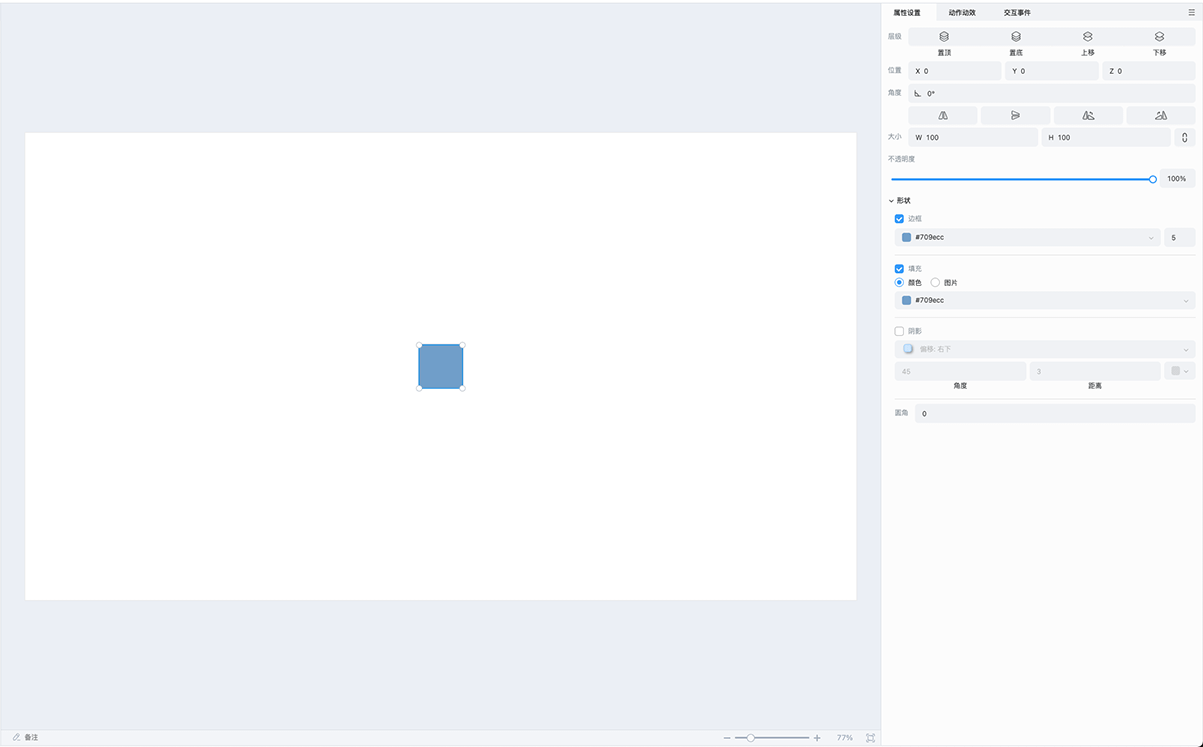 属性设置 动作动效 交互事件
层级
置顶 置底 上移 下移
位置 X 0 Y 0 Z 0
角度 0°
大小 W 100 H 100
不透明度
100%
形状
边框
#709ecc 5
填充
颜色 图片
#709ecc
阴影
偏移: 右下
45 3
角度 距离
圆角 0
备注 77%